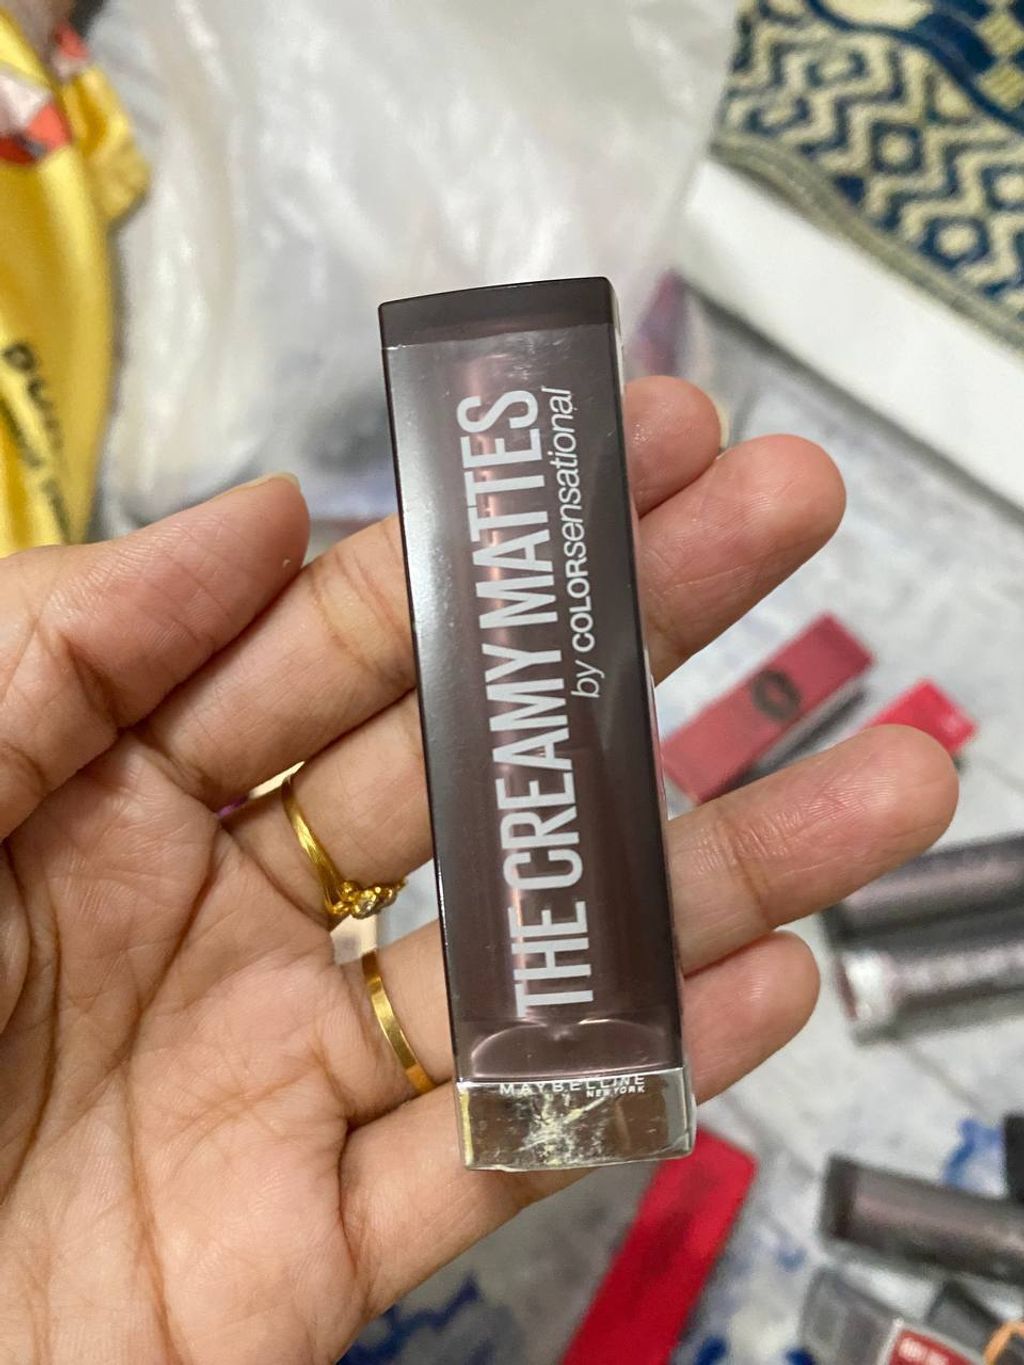 THE CREAMY MATTES
by COLORsensational
MAYBELLINE
NEW YORK